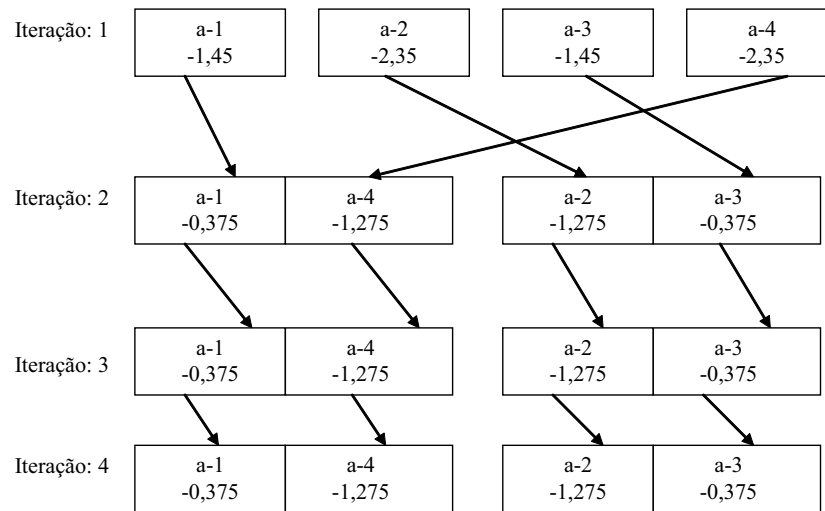 Iteração: 1 a-1 a-2 a-3 a-4
-1,45 -2,35 -1,45 -2,35
Iteração: 2 a-1 a-4 a-2 a-3
-0,375 -1,275 -1,275 -0,375
Iteração: 3 a-1 a-4 a-2 a-3
-0,375 -1,275 -1,275 -0,375
Iteração: 4 a-1 a-4 a-2 a-3
-0,375 -1,275 -1,275 -0,375